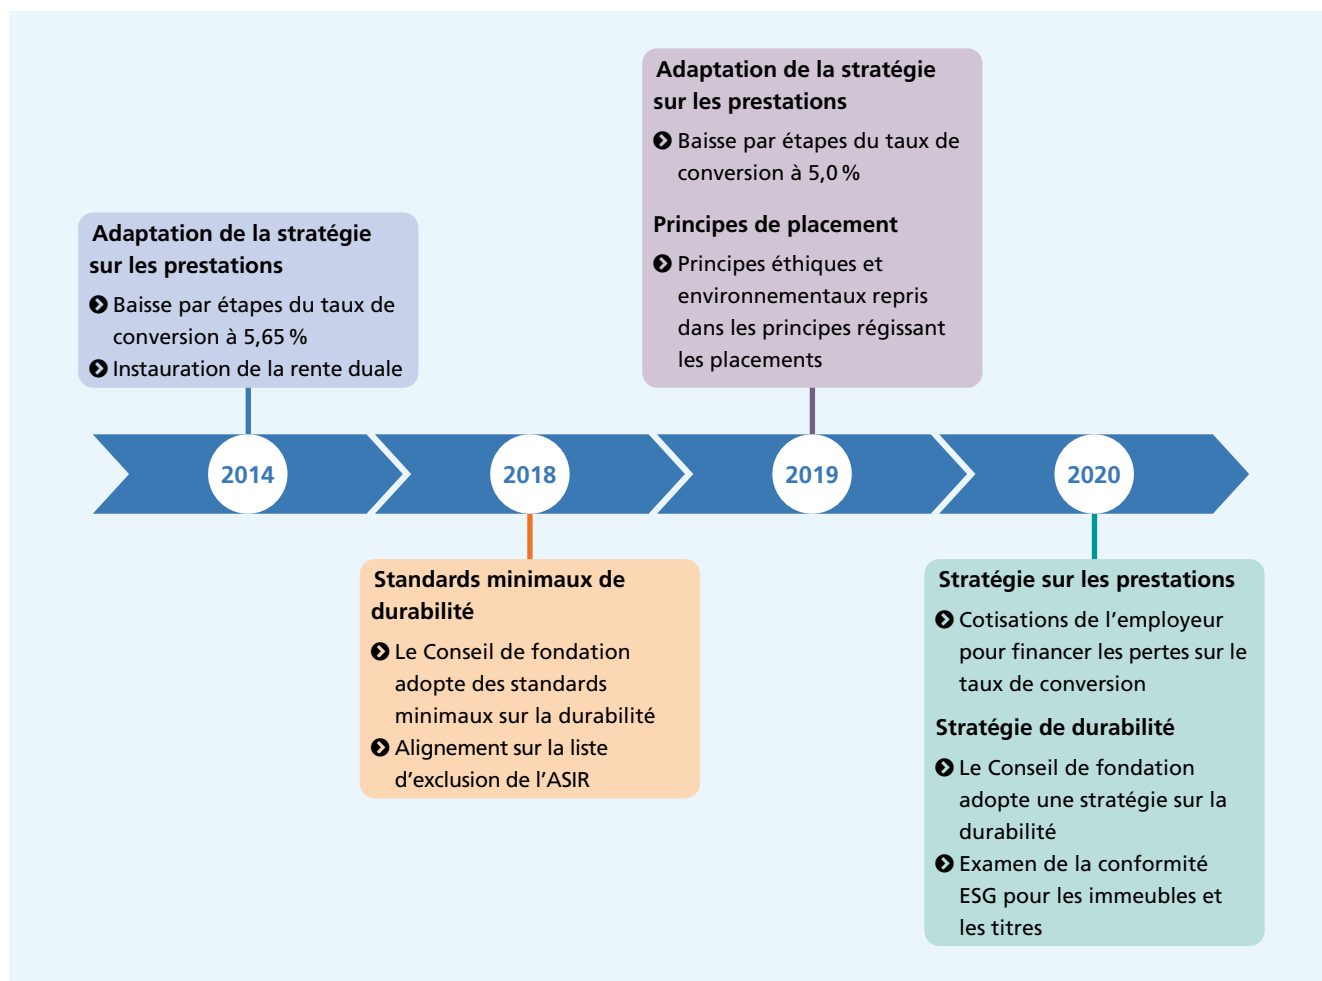 Adaptation de la stratégie
sur les prestations
Baisse par étapes du taux de
conversion à 5,65 %
Instauration de la rente duale
Adaptation de la stratégie
sur les prestations
Baisse par étapes du taux de
conversion à 5,0 %
Principes de placement
Principes éthiques et
environnementaux repris
dans les principes régissant
les placements
2014
2018
2019
2020
Standards minimaux de
durabilité
Le Conseil de fondation
adopte des standards
minimaux sur la durabilité
Alignement sur la liste
d’exclusion de l’ASIR
Stratégie sur les prestations
Cotisations de l’employeur
pour financer les pertes sur le
taux de conversion
Stratégie de durabilité
Le Conseil de fondation
adopte une stratégie sur la
durabilité
Examen de la conformité
ESG pour les immeubles et
les titres